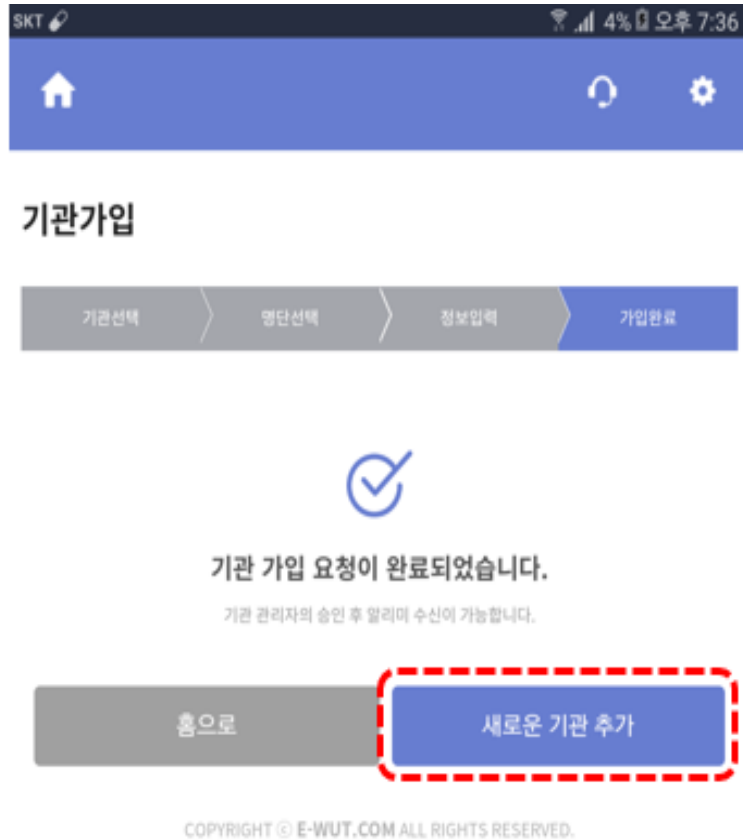 SKT 4% 오후 7:36
기관가입
기관선택 명단선택 정보입력 가입완료
기관 가입 요청이 완료되었습니다.
기관 관리자의 승인 후 알리미 수신이 가능합니다.
홈으로 새로운 기관 추가
COPYRIGHT ⓒ E-WUT.COM ALL RIGHTS RESERVED.